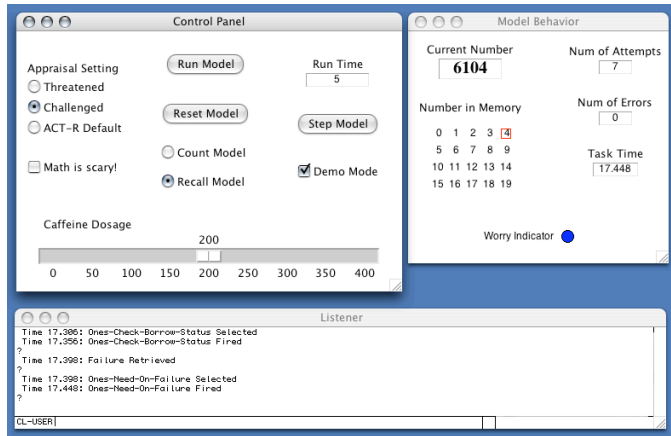 Control Panel
Appraisal Setting
Threatened
Challenged
ACT-R Default
Math is scary!
Run Model
Reset Model
Count Model
Recall Model
Run Time
5
Step Model
Demo Mode
Caffeine Dosage
200
0 50 100 150 200 250 300 350 400
Model Behavior
Current Number
6104
Number in Memory
0 1 2 3 4
5 6 7 8 9
10 11 12 13 14
15 16 17 18 19
Num of Attempts
7
Num of Errors
0
Task Time
17.448
Worry Indicator
Listener
Time 17.306: Ones-Check-Borrow-Status Selected
Time 17.356: Ones-Check-Borrow-Status Fired
?
Time 17.398: Failure Retrieved
?
Time 17.398: Ones-Need-On-Failure Selected
Time 17.448: Ones-Need-On-Failure Fired
?
CL-USER